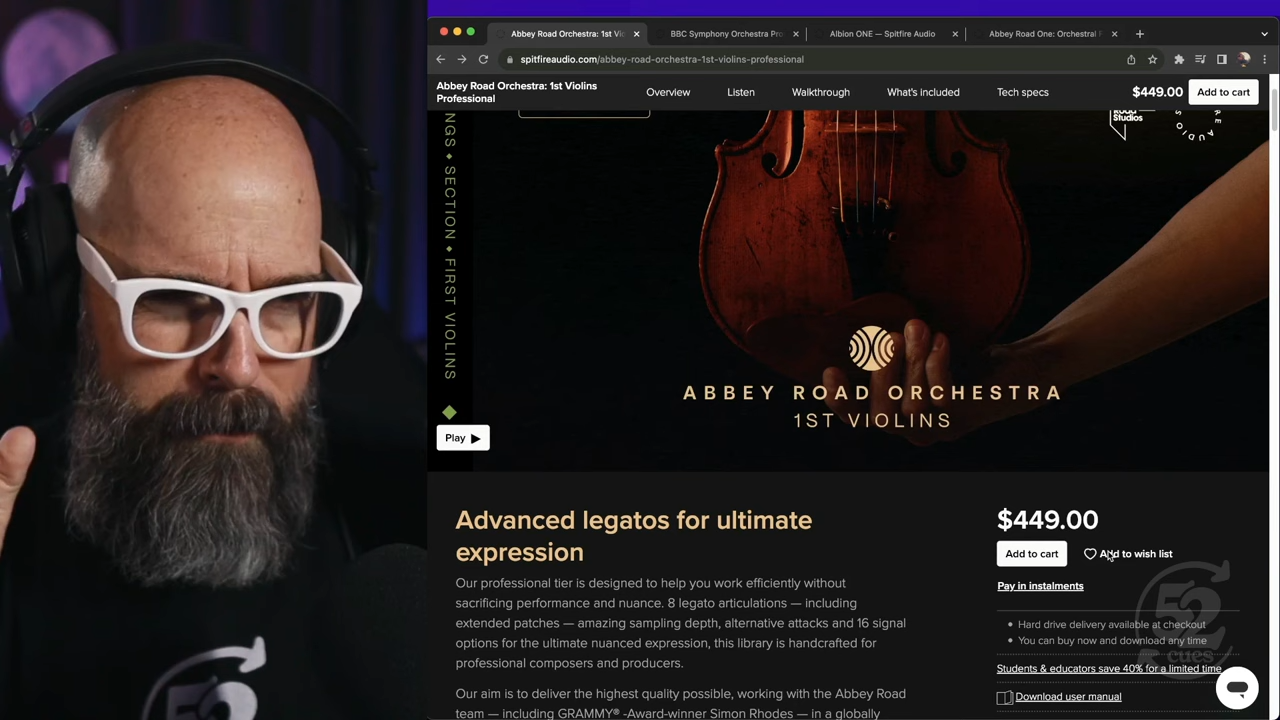 Abbey Road Orchestra: 1st Vio
BBC Symphony Orchestra Pro
Albion ONE — Spitfire Audio
Abbey Road One: Orchestral F
spitfireaudio.com/abbey-road-orchestra-1st-violins-professional
Abbey Road Orchestra: 1st Violins
Professional
Overview
Listen
Walkthrough
What's included
Tech specs
$449.00
Add to cart
NGS ◆ SECTION ◆ FIRST VIOLINS
Studios
ABBEY ROAD ORCHESTRA
1ST VIOLINS
Play
Advanced legatos for ultimate
expression
Our professional tier is designed to help you work efficiently without
sacrificing performance and nuance. 8 legato articulations — including
extended patches — amazing sampling depth, alternative attacks and 16 signal
options for the ultimate nuanced expression, this library is handcrafted for
professional composers and producers.
Our aim is to deliver the highest quality possible, working with the Abbey Road
team — including GRAMMY® -Award-winner Simon Rhodes — in a globally
$449.00
Add to cart
Add to wish list
Pay in instalments
• Hard drive delivery available at checkout
• You can buy now and download any time
Students & educators save 40% for a limited time
Download user manual
52
cues
52